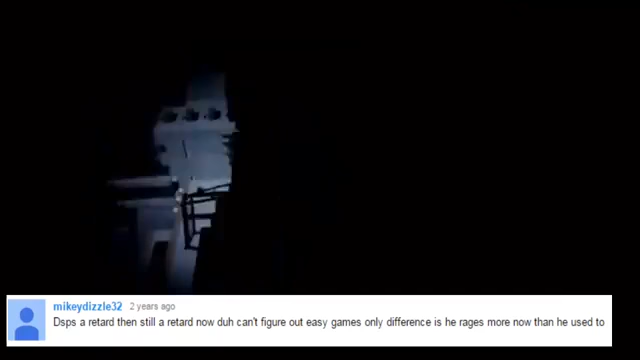 mikeydizzle32 2 years ago
Dsps a retard then still a retard now duh can't figure out easy games only difference is he rages more now than he used to